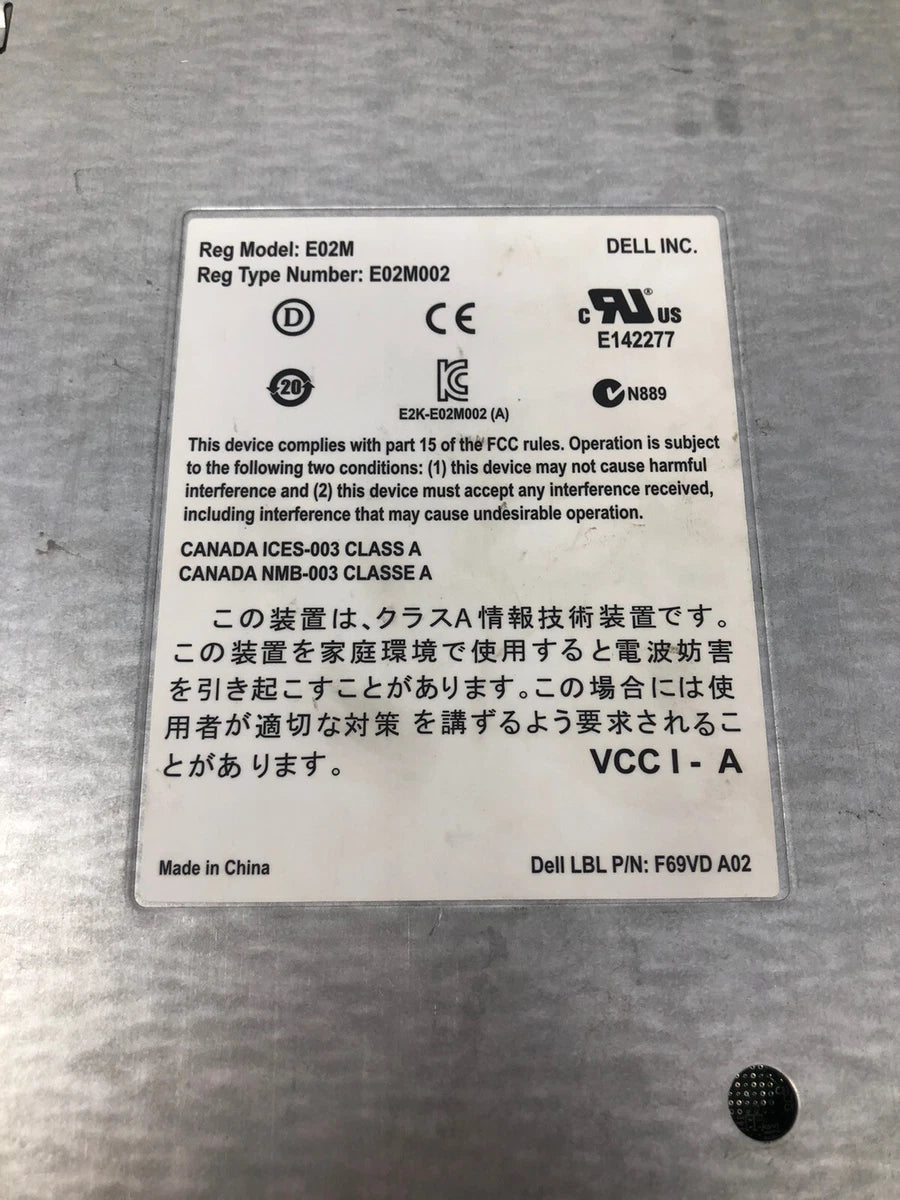 Reg Model: E02M
DELL INC.
Reg Type Number: E02M002
D
CE
c RU® US
E142277
20
KC
N889
E2K-E02M002 (A)
This device complies with part 15 of the FCC rules. Operation is subject
to the following two conditions: (1) this device may not cause harmful
interference and (2) this device must accept any interference received,
including interference that may cause undesirable operation.
CANADA ICES-003 CLASS A
CANADA NMB-003 CLASSE A
この装置は、クラスA情報技術装置です。
この装置を家庭環境で使用すると電波妨害
を引き起こすことがあります。この場合には使
用者が適切な対策 を講ずるよう要求されるこ
とがあります。 VCC I - A
Made in China
Dell LBL P/N: F69VD A02